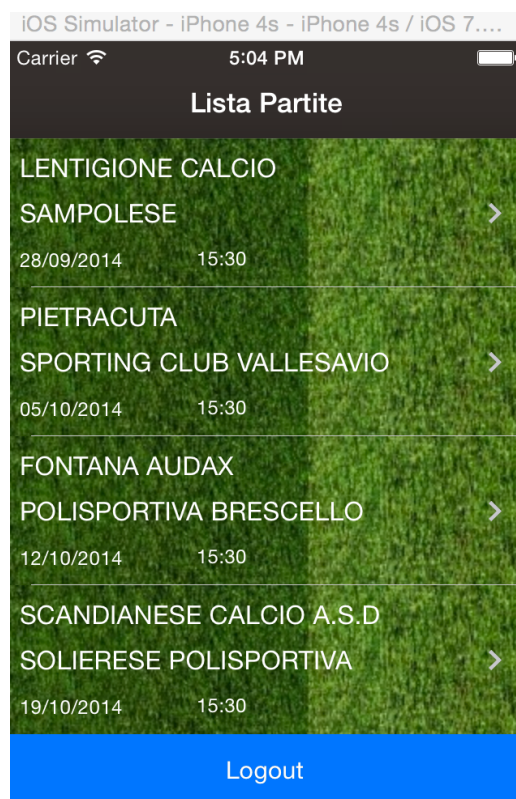 iOS Simulator - iPhone 4s - iPhone 4s / iOS 7....
Carrier 5:04 PM
Lista Partite
LENTIGIONE CALCIO
SAMPOLESE
28/09/2014 15:30
PIETRACUTA
SPORTING CLUB VALLESAVIO
05/10/2014 15:30
FONTANA AUDAX
POLISPORTIVA BRESCELLO
12/10/2014 15:30
SCANDIANESE CALCIO A.S.D
SOLIERESE POLISPORTIVA
19/10/2014 15:30
Logout